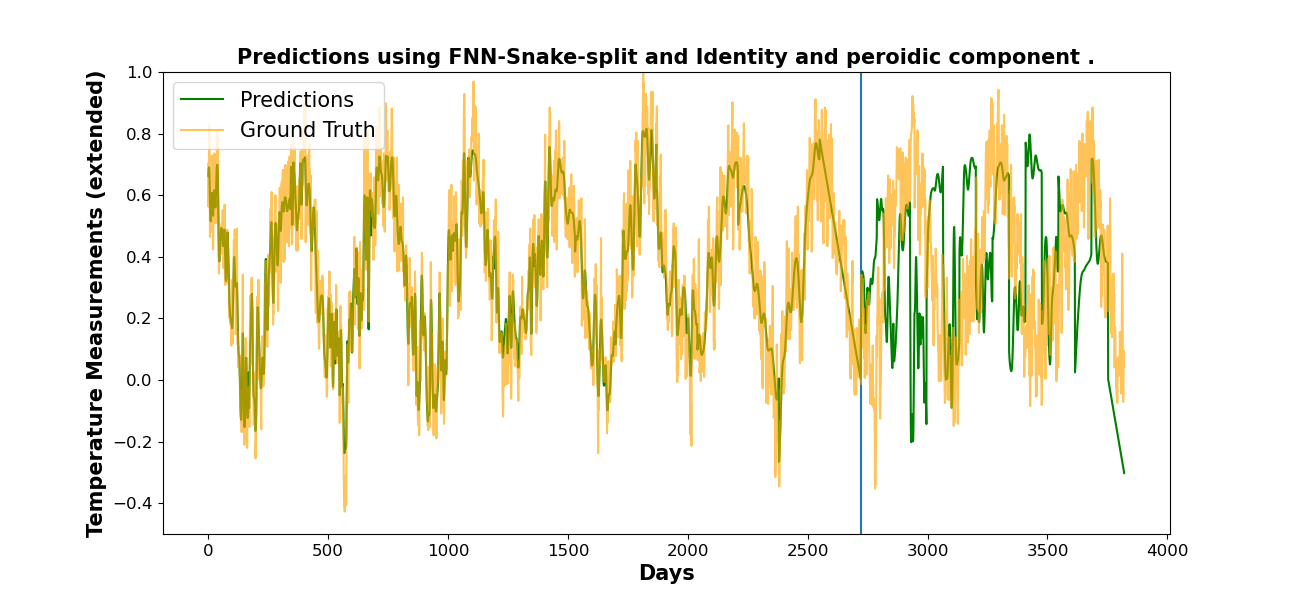 Predictions using FNN-Snake-split and Identity and peroidic component .
Temperature Measurements (extended)
1.0
0.8
0.6
0.4
0.2
0.0
−0.2
−0.4
Predictions
Ground Truth
0 500 1000 1500 2000 2500 3000 3500 4000
Days